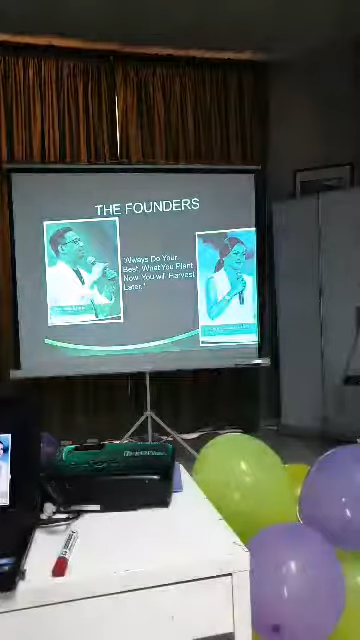 THE FOUNDERS
"Always Do Your
Best. What You Plant
Now, You will Harvest
Later."